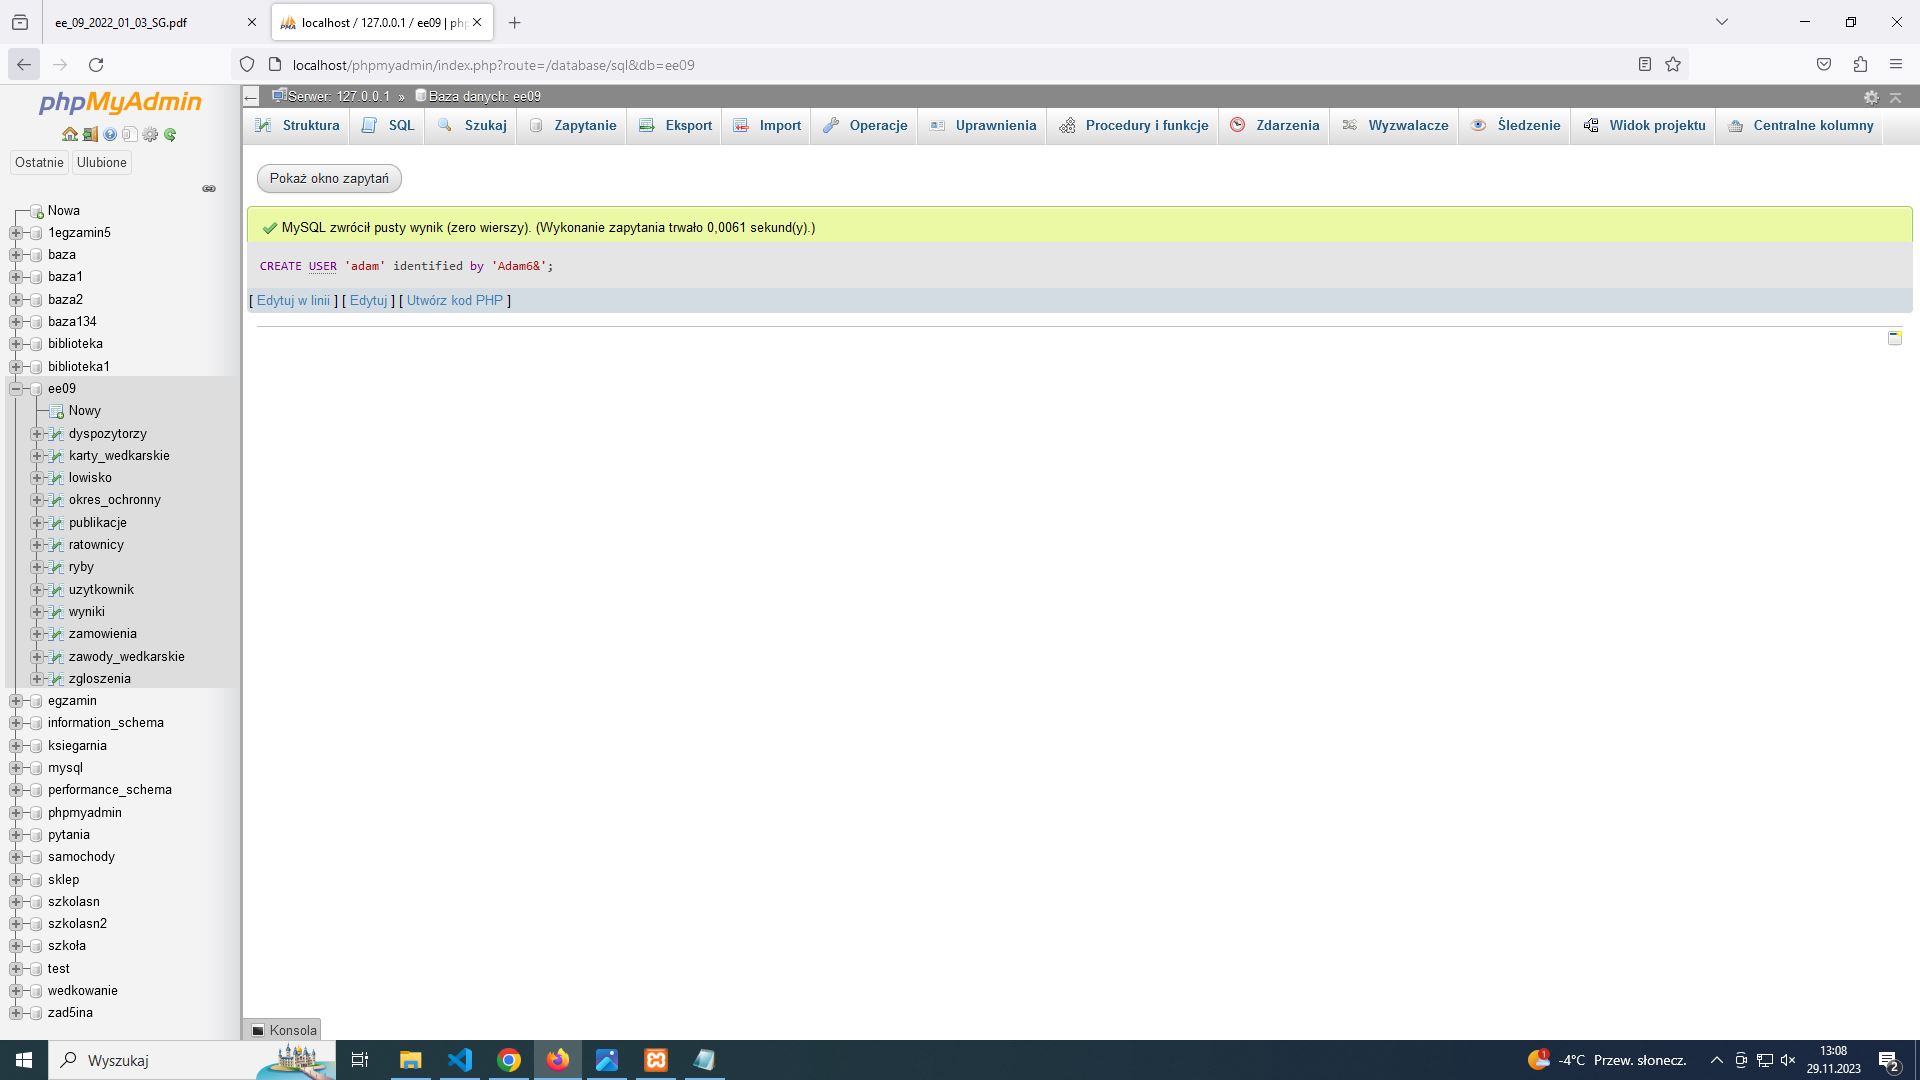 ee_09_2022_01_03_SG.pdf
localhost / 127.0.0.1 / ee09 | php
localhost/phpmyadmin/index.php?route=/database/sql&db=ee09
phpMyAdmin
Ostatnie Ulubione
Nowa
1egzamin5
baza
baza1
baza2
baza134
biblioteka
biblioteka1
ee09
Nowy
dyspozytorzy
karty_wedkarskie
lowisko
okres_ochronny
publikacje
ratownicy
ryby
uzytkownik
wyniki
zamowienia
zawody_wedkarskie
zgloszenia
egzamin
information_schema
ksiegarnia
mysql
performance_schema
phpmyadmin
pytania
samochody
sklep
szkolasn
szkolasn2
szkoła
test
wedkowanie
zad5ina
Serwer: 127.0.0.1 » Baza danych: ee09
Struktura SQL Szukaj Zapytanie Eksport Import Operacje Uprawnienia Procedury i funkcje Zdarzenia Wyzwalacze Śledzenie Widok projektu Centralne kolumny
Pokaż okno zapytań
MySQL zwrócił pusty wynik (zero wierszy). (Wykonanie zapytania trwało 0,0061 sekund(y).)
CREATE USER 'adam' identified by 'Adam6&';
[ Edytuj w linii ] [ Edytuj ] [ Utwórz kod PHP ]
Konsola
Wyszukaj
1
-4°C Przew. słonecz.
13:08
29.11.2023
2